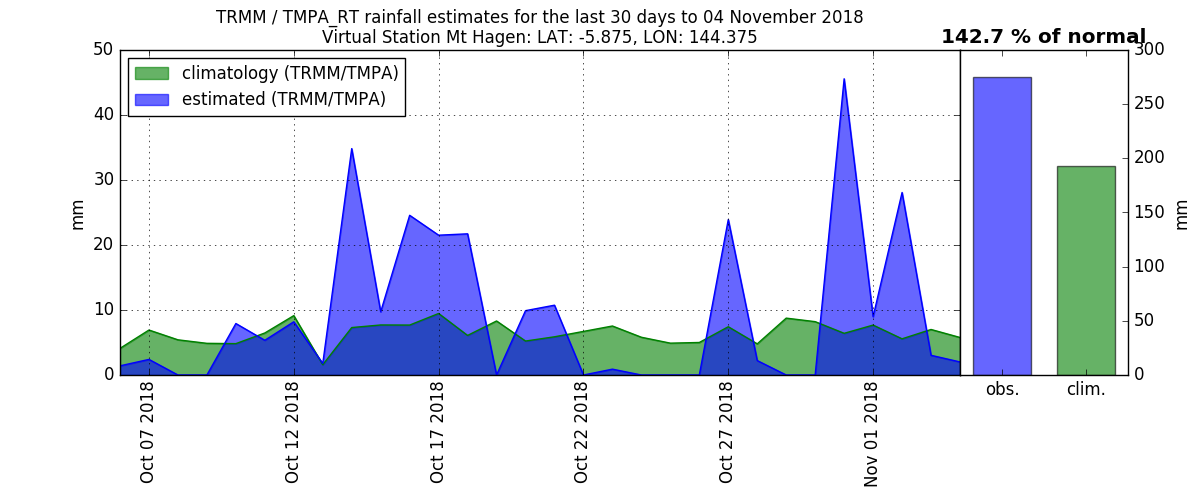 TRMM / TMPA_RT rainfall estimates for the last 30 days to 04 November 2018
Virtual Station Mt Hagen: LAT: -5.875, LON: 144.375
142.7 % of normal
climatology (TRMM/TMPA)
estimated (TRMM/TMPA)
50
40
30
20
10
0
mm
Oct 07 2018
Oct 12 2018
Oct 17 2018
Oct 22 2018
Oct 27 2018
Nov 01 2018
300
250
200
150
100
50
0
mm
obs.
clim.